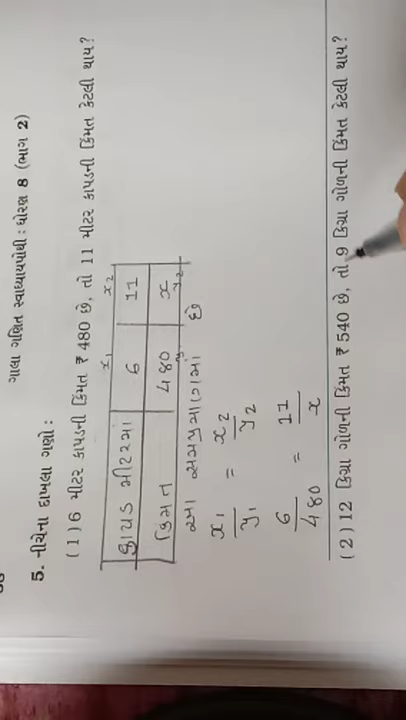 ગાલા ગણિત સ્વાધ્યાયપોથી : ધોરણ 8 (ભાગ 2)
5. નીચેના દાખલા ગણો :
(1) 6 મીટર કાપડની કિંમત ₹ 480 છે, તો 11 મીટર કાપડની કિંમત કેટલી થાય?
x₁ x₂
કાપડ મીટરમાં 6 11
કિંમત 480 x
y₁ y₂
આ સમપ્રમાણમાં છે
x₁/y₁ = x₂/y₂
6/480 = 11/x
(2) 12 કિગ્રા ગોળની કિંમત ₹ 540 છે, તો 9 કિગ્રા ગોળની કિંમત કેટલી થાય?